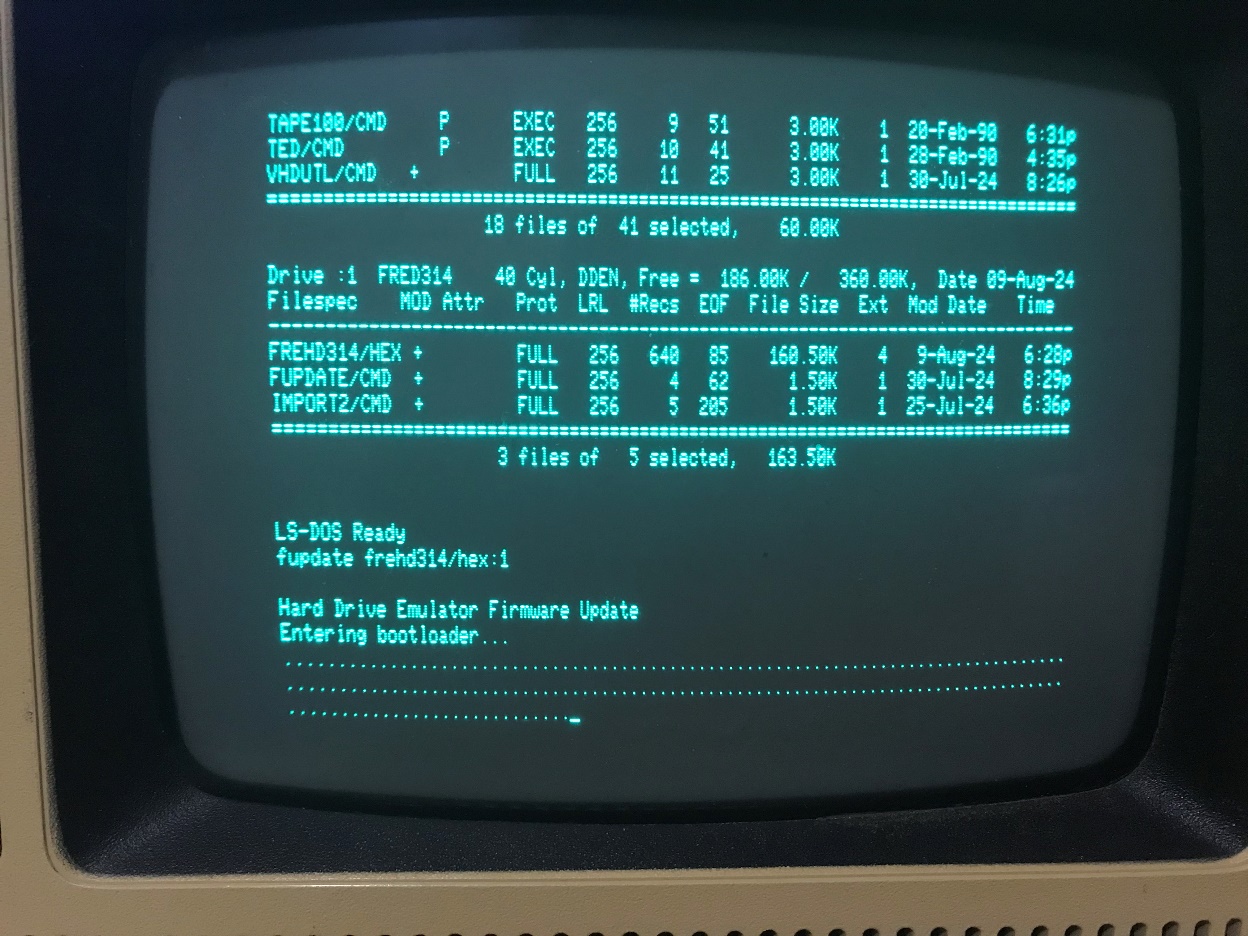 TAPE100/CMD P EXEC 256 9 51 3.00K 1 20-Feb-90 6:31p
TED/CMD P EXEC 256 10 41 3.00K 1 28-Feb-90 4:35p
VHDUTL/CMD + FULL 256 11 25 3.00K 1 30-Jul-24 8:26p
18 files of 41 selected, 60.00K
Drive :1 FRED314 40 Cyl, DDEN, Free = 186.00K / 360.00K, Date 09-Aug-24
Filespec MOD Attr Prot LRL #Recs EOF File Size Ext Mod Date Time
FREHD314/HEX + FULL 256 640 85 160.50K 4 9-Aug-24 6:28p
FUPDATE/CMD + FULL 256 4 62 1.50K 1 30-Jul-24 8:29p
IMPORT2/CMD + FULL 256 5 205 1.50K 1 25-Jul-24 6:36p
3 files of 5 selected, 163.50K
LS-DOS Ready
fupdate frehd314/hex:1
Hard Drive Emulator Firmware Update
Entering bootloader...